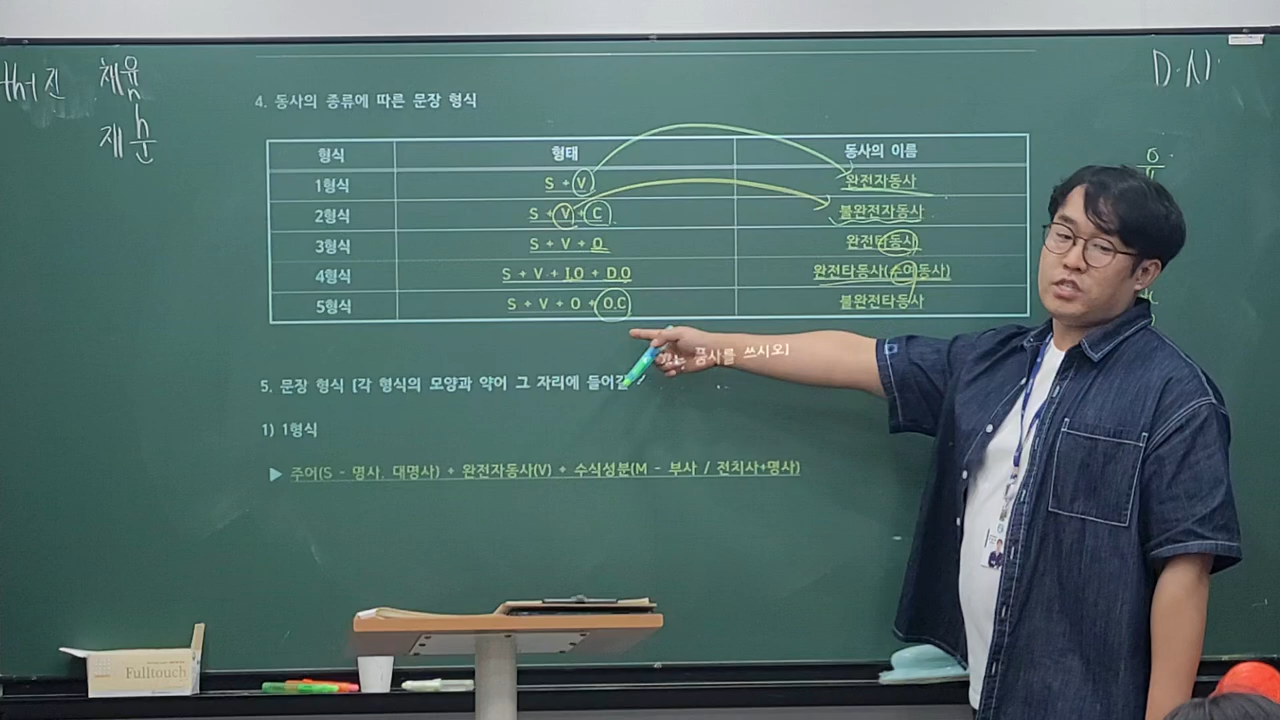 체육
D.시.
4. 동사의 종류에 따른 문장 형식
형식 형태 동사의 이름
1형식 S + V 완전자동사
2형식 S + V + C 불완전자동사
3형식 S + V + O 완전타동사
4형식 S + V + I.O + D.O 완전타동사(수여동사)
5형식 S + V + O + O.C 불완전타동사
품사를 쓰시오]
5. 문장 형식 [각 형식의 모양과 약어 그 자리에 들어갈
1) 1형식
▶ 주어(S - 명사, 대명사) + 완전자동사(V) + 수식성분(M - 부사 / 전치사+명사)
Fulltouch